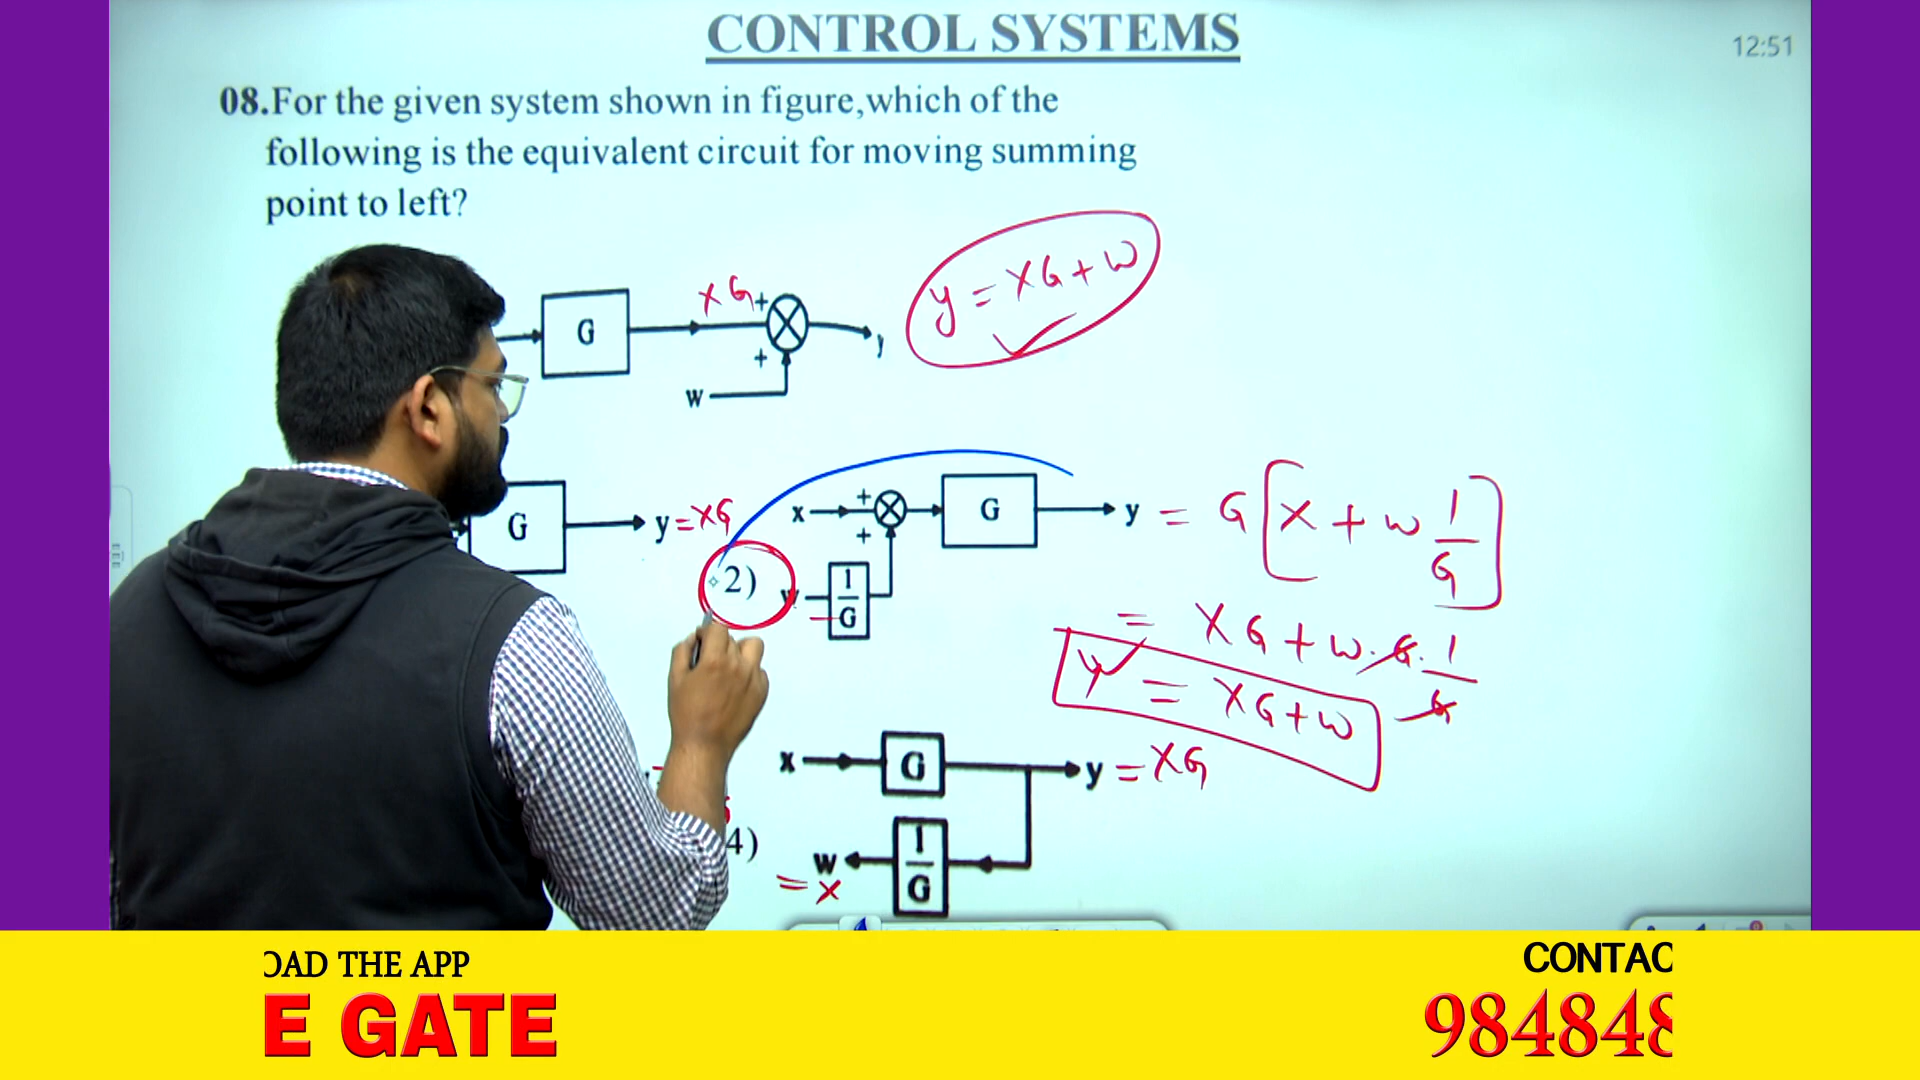 CONTROL SYSTEMS
12:51
08.For the given system shown in figure,which of the
following is the equivalent circuit for moving summing
point to left?
G
XG
+
+
w
y
y = XG + W
G
y = XG
x
+
+
G
y = G [ X + w 1/G ]
2)
1/G
= XG + w.G.1/G
y = XG + w
x
G
y = XG
4)
w
1/G
= x
OAD THE APP
E GATE
CONTAC
984848